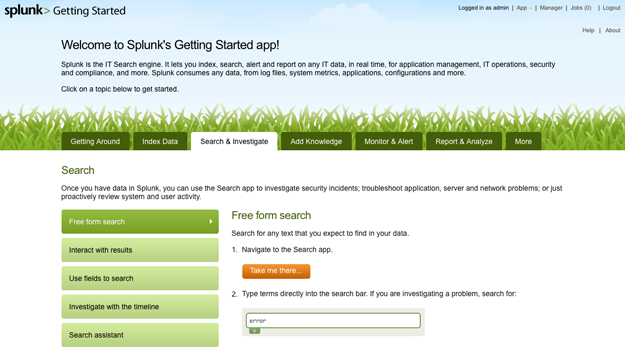 splunk> Getting Started
Logged in as admin | App | Manager | Jobs (0) | Logout
Help | About
Welcome to Splunk's Getting Started app!
Splunk is the IT Search engine. It lets you index, search, alert and report on any IT data, in real time, for application management, IT operations, security
and compliance, and more. Splunk consumes any data, from log files, system metrics, applications, configurations and more.
Click on a topic below to get started.
Getting Around
Index Data
Search & Investigate
Add Knowledge
Monitor & Alert
Report & Analyze
More
Search
Once you have data in Splunk, you can use the Search app to investigate security incidents; troubleshoot application, server and network problems; or just
proactively review system and user activity.
Free form search
Interact with results
Use fields to search
Investigate with the timeline
Search assistant
Free form search
Search for any text that you expect to find in your data.
1. Navigate to the Search app.
Take me there...
2. Type terms directly into the search bar. If you are investigating a problem, search for:
error